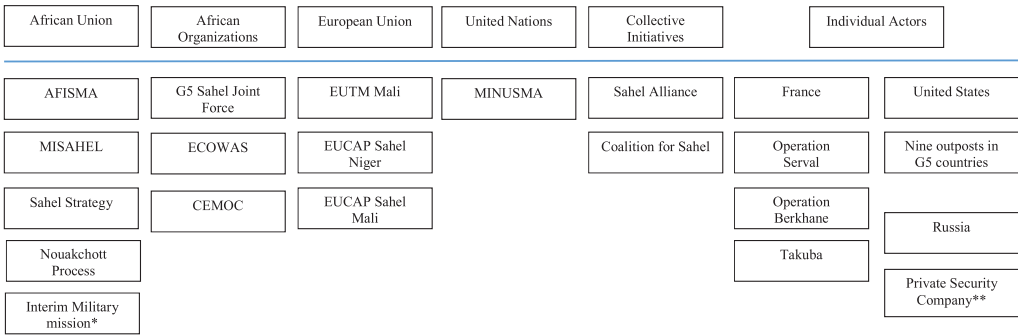 African Union
African
Organizations
European Union
United Nations
Collective
Initiatives
Individual Actors
AFISMA
G5 Sahel Joint
Force
EUTM Mali
MINUSMA
Sahel Alliance
France
United States
MISAHEL
ECOWAS
EUCAP Sahel
Niger
Coalition for Sahel
Operation
Serval
Nine outposts in
G5 countries
Sahel Strategy
CEMOC
EUCAP Sahel
Mali
Operation
Berkhane
Russia
Nouakchott
Process
Takuba
Private Security
Company**
Interim Military
mission*